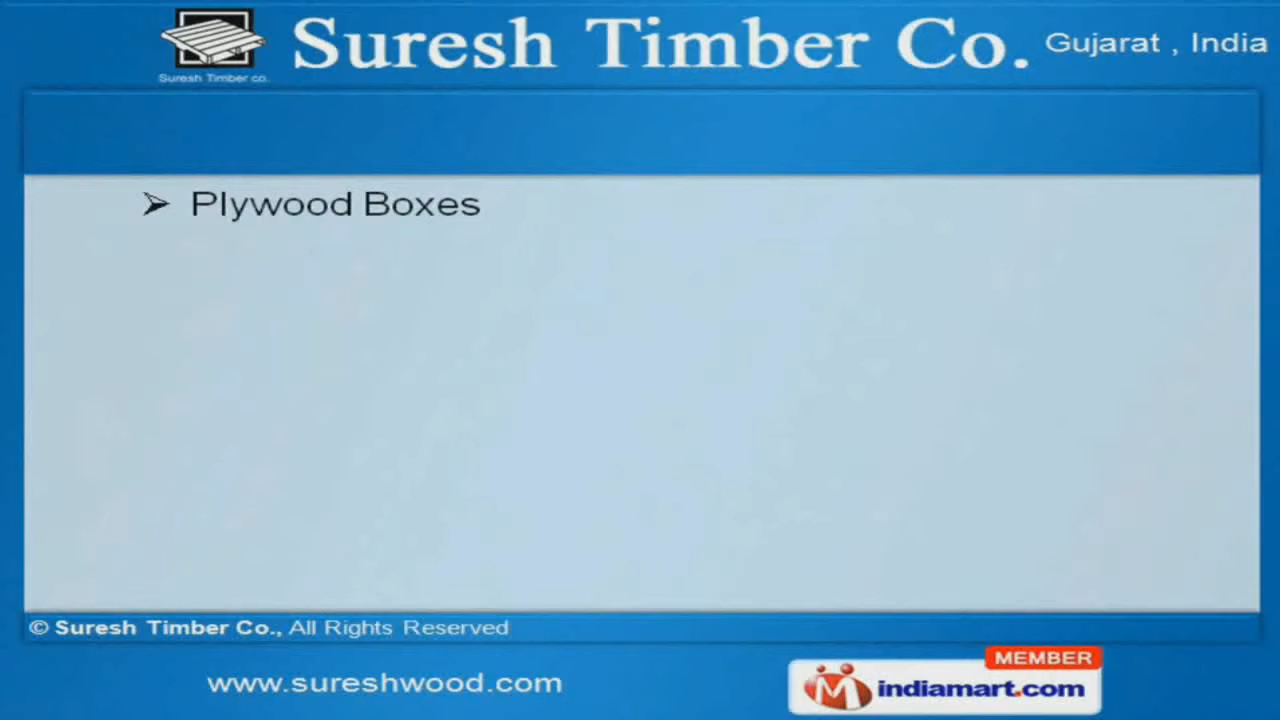 Suresh Timber Co. Gujarat , India
Suresh Timber co.
➢ Plywood Boxes
© Suresh Timber Co., All Rights Reserved
MEMBER
www.sureshwood.com
indiamart.com